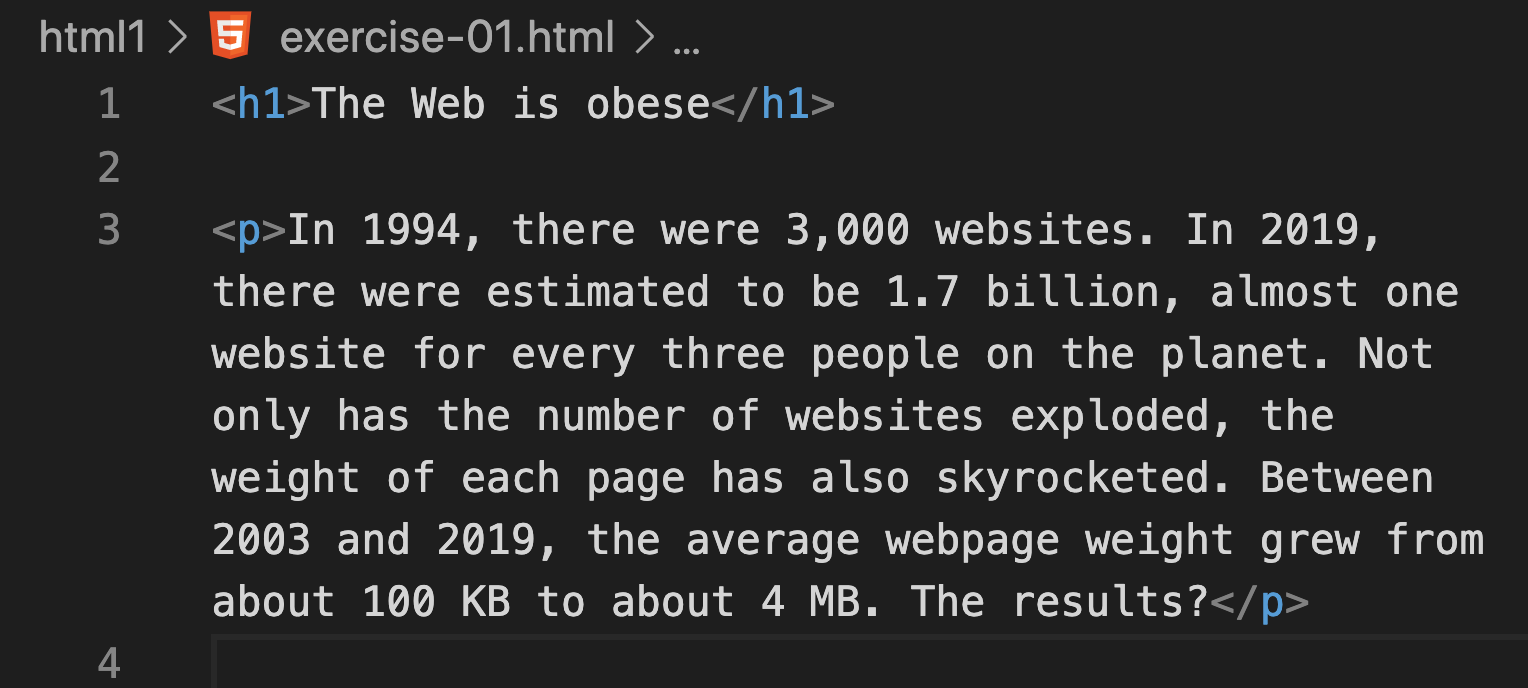 html1 > 5 exercise-01.html > ...
1 <h1>The Web is obese</h1>
2
3 <p>In 1994, there were 3,000 websites. In 2019,
there were estimated to be 1.7 billion, almost one
website for every three people on the planet. Not
only has the number of websites exploded, the
weight of each page has also skyrocketed. Between
2003 and 2019, the average webpage weight grew from
about 100 KB to about 4 MB. The results?</p>
4